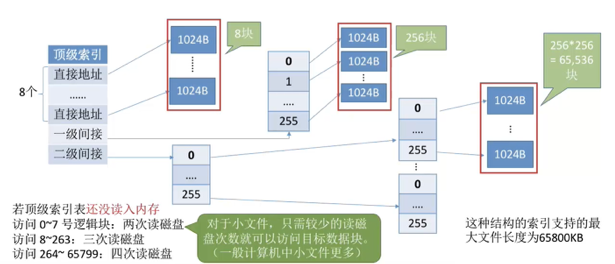 顶级索引
直接地址
......
直接地址
一级间接
二级间接
8个
1024B
1024B
8块
0
1
....
255
1024B
1024B
1024B
256块
0
....
255
0
....
255
0
....
255
1024B
1024B
256*256
= 65,536
块
若顶级索引表还没读入内存
访问 0~7 号逻辑块：两次读磁盘
访问 8~263：三次读磁盘
访问 264~ 65799：四次读磁盘
对于小文件，只需较少的读磁
盘次数就可以访问目标数据块。
（一般计算机中小文件更多）
这种结构的索引支持的最
大文件长度为65800KB